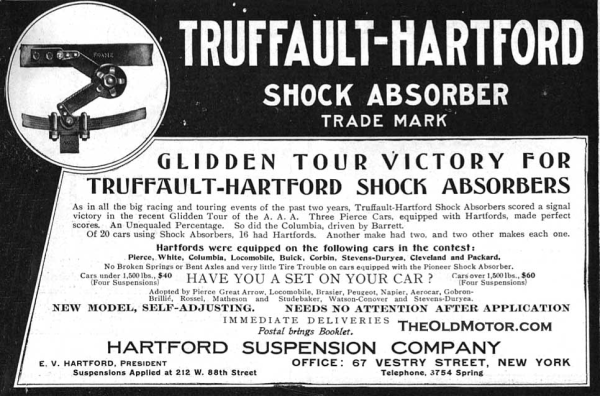 TRUFFAULT-HARTFORD
SHOCK ABSORBER
TRADE MARK
GLIDDEN TOUR VICTORY FOR
TRUFFAULT-HARTFORD SHOCK ABSORBERS
As in all the big racing and touring events of the past two years, Truffault-Hartford Shock Absorbers scored a signal
victory in the recent Glidden Tour of the A. A. A. Three Pierce Cars, equipped with Hartfords, made perfect
scores. An Unequaled Percentage. So did the Columbia, driven by Barrett.
Of 20 cars using Shock Absorbers, 16 had Hartfords. Another make had two, and two other makes each one.
Hartfords were equipped on the following cars in the contest:
Pierce, White, Columbia, Locomobile, Buick, Corbin, Stevens-Duryea, Cleveland and Packard.
No Broken Springs or Bent Axles and very little Tire Trouble on cars equipped with the Pioneer Shock Absorber.
Cars under 1,500 lbs., $40
(Four Suspensions)
HAVE YOU A SET ON YOUR CAR?
Cars over 1,500 lbs., $60
(Four Suspensions)
Adopted by Pierce Great Arrow, Locomobile, Brasier, Peugeot, Napier, Aerocar, Gobron-
Brillié, Rossel, Matheson and Studebaker, Watson-Conover and Stevens-Duryea.
NEW MODEL, SELF-ADJUSTING. NEEDS NO ATTENTION AFTER APPLICATION
IMMEDIATE DELIVERIES
Postal brings Booklet.
THEOLDMOTOR.COM
HARTFORD SUSPENSION COMPANY
E. V. HARTFORD, PRESIDENT
Suspensions Applied at 212 W. 88th Street
OFFICE: 67 VESTRY STREET, NEW YORK
Telephone, 3754 Spring